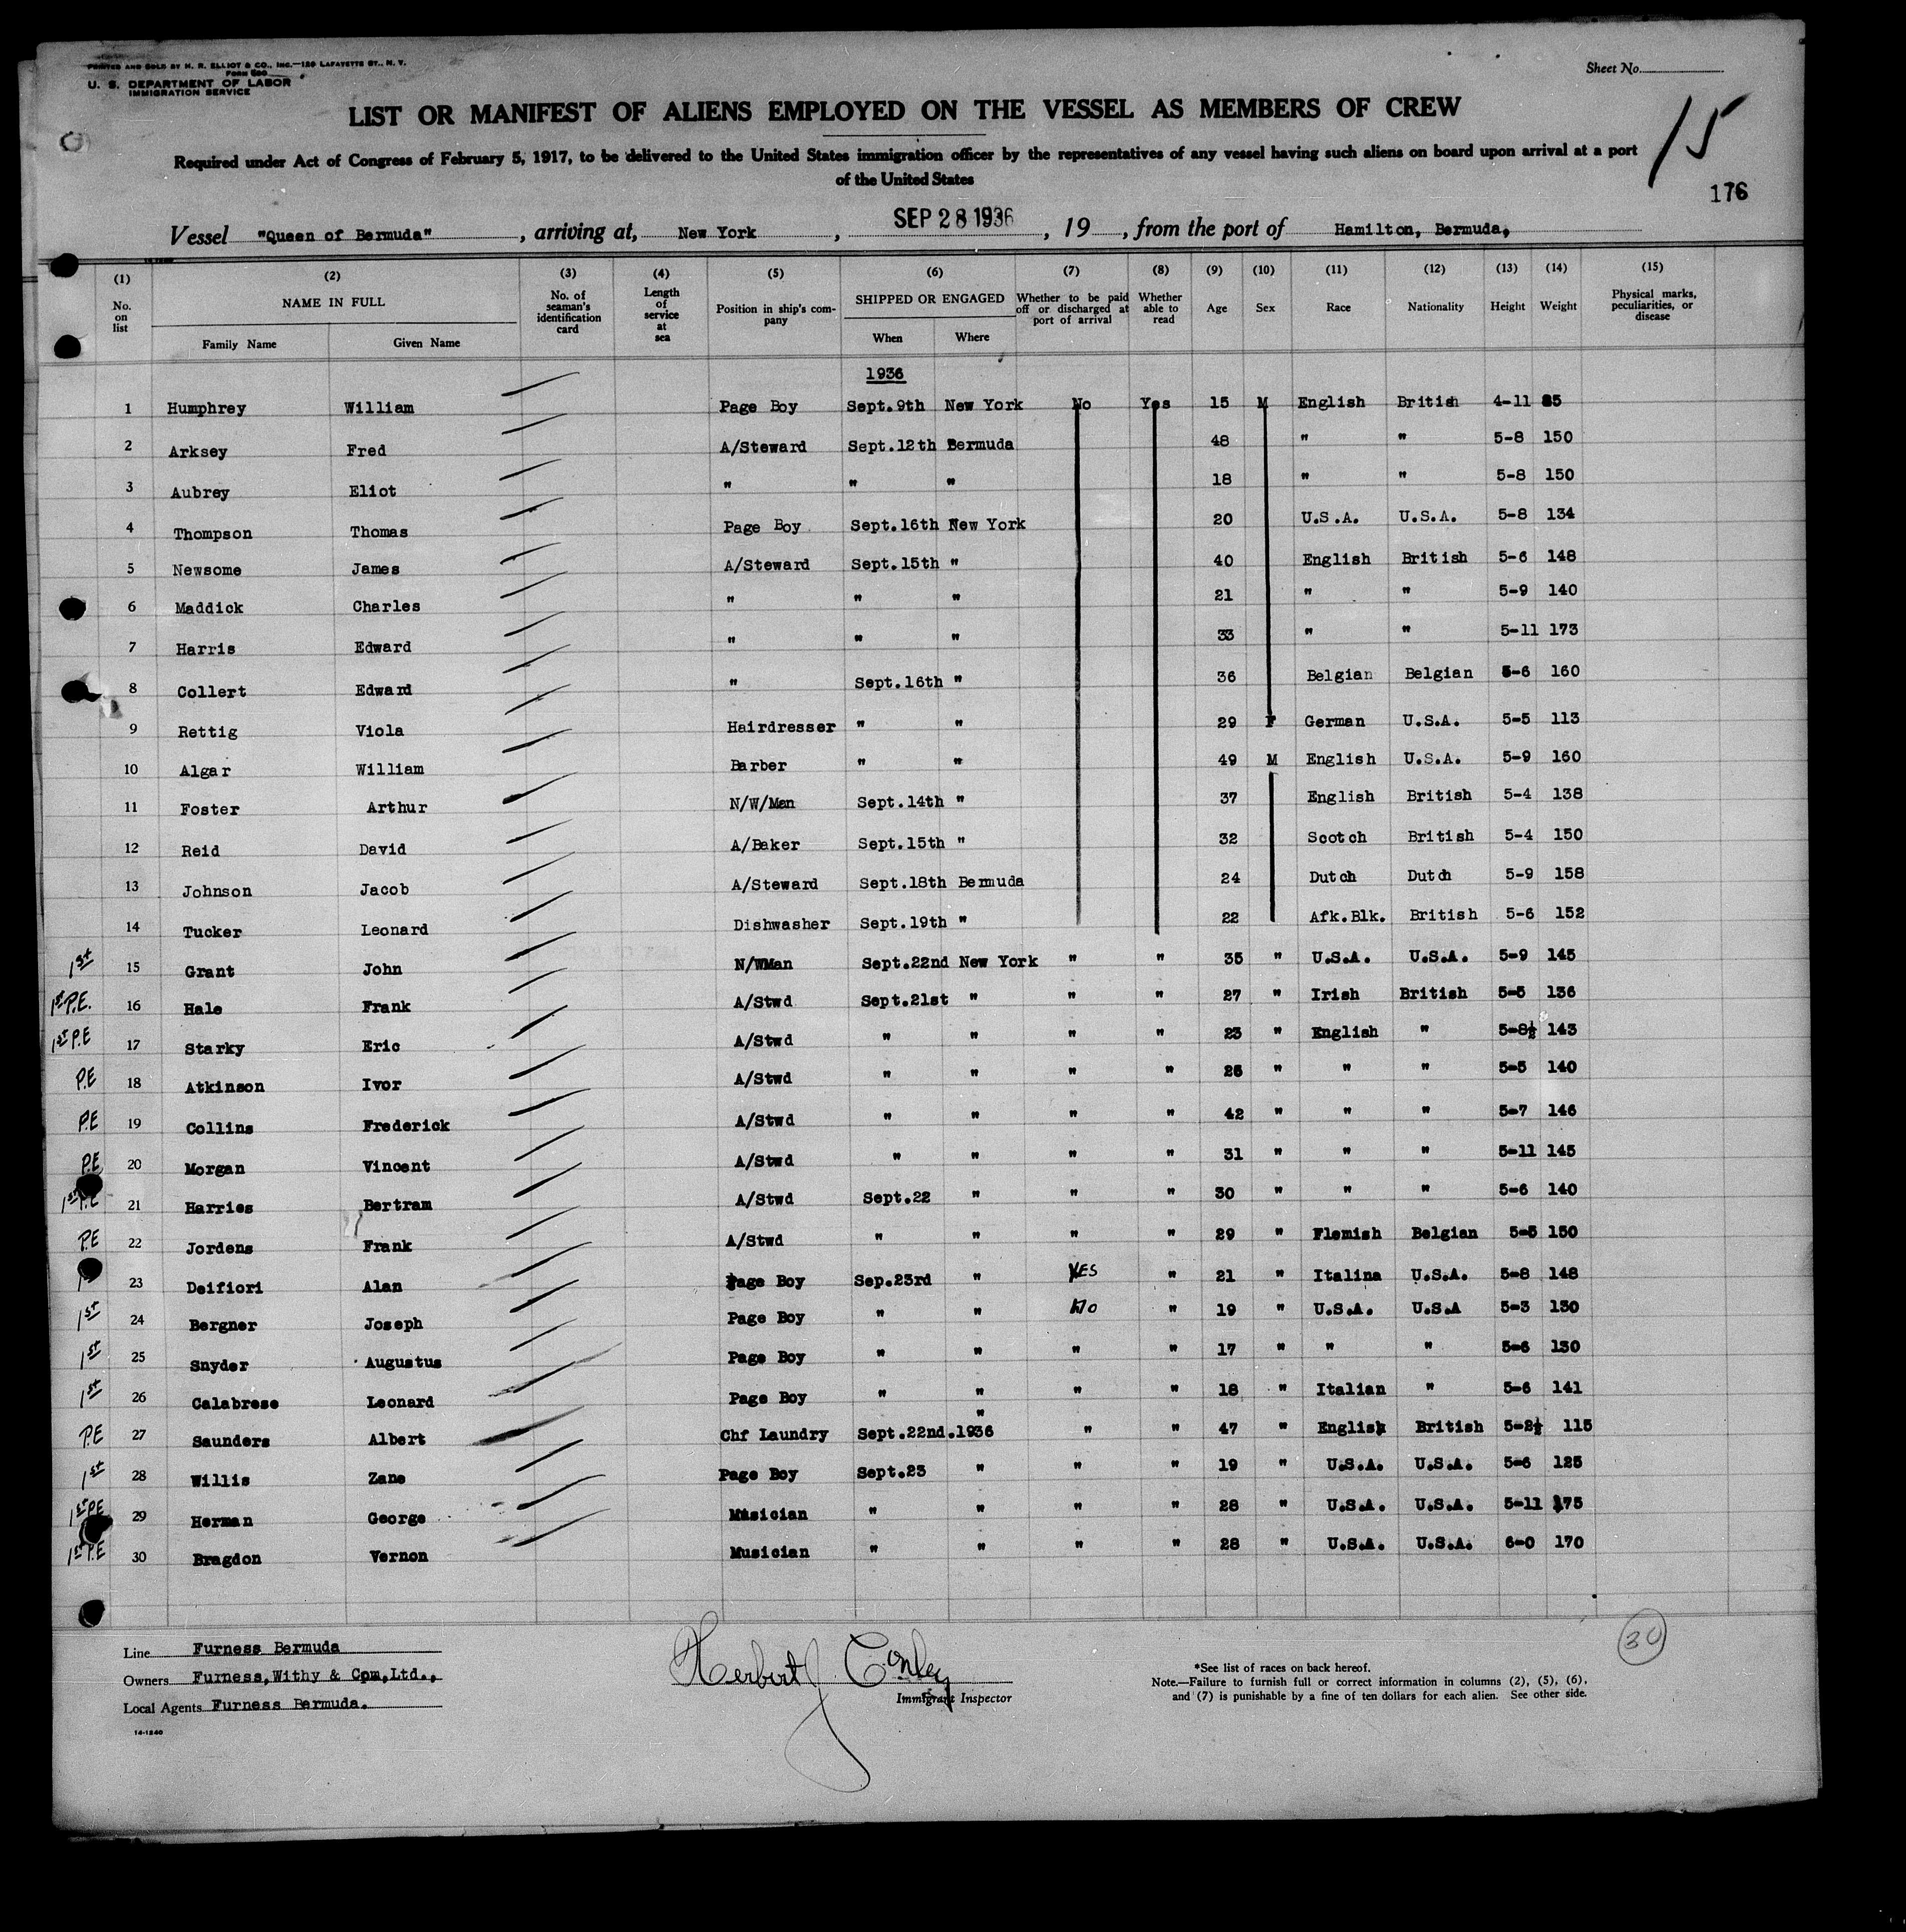 PRINTED AND SOLD BY H. R. ELLIOT & CO., INC.—129 LAFAYETTE ST., N. Y.
FORM 500
U. S. DEPARTMENT OF LABOR
IMMIGRATION SERVICE
Sheet No.
LIST OR MANIFEST OF ALIENS EMPLOYED ON THE VESSEL AS MEMBERS OF CREW
15
Required under Act of Congress of February 5, 1917, to be delivered to the United States immigration officer by the representatives of any vessel having such aliens on board upon arrival at a port
of the United States
176
Vessel "Queen of Bermuda", arriving at, New York, SEP 28 1936, 19, from the port of Hamilton, Bermuda,
(1) (2) (3) (4) (5) (6) (7) (8) (9) (10) (11) (12) (13) (14) (15)
No. on list NAME IN FULL Family Name Given Name No. of seaman's identification card Length of service at sea Position in ship's company SHIPPED OR ENGAGED When Where Whether to be paid off or discharged at port of arrival Whether able to read Age Sex Race Nationality Height Weight Physical marks, peculiarities, or disease
1936
1 Humphrey William Page Boy Sept.9th New York No Yes 15 M English British 4-11 85
2 Arksey Fred A/Steward Sept.12th Bermuda 48 " " 5-8 150
3 Aubrey Eliot " " " 18 " " 5-8 150
4 Thompson Thomas Page Boy Sept.16th New York 20 U.S.A. U.S.A. 5-8 134
5 Newsome James A/Steward Sept.15th " 40 English British 5-6 148
6 Maddick Charles " " " 21 " " 5-9 140
7 Harris Edward " " " 33 " " 5-11 173
8 Collert Edward " Sept.16th " 36 Belgian Belgian 5-6 160
9 Rettig Viola Hairdresser " " 29 F German U.S.A. 5-5 113
10 Algar William Barber " " 49 M English U.S.A. 5-9 160
11 Foster Arthur N/W/Man Sept.14th " 37 English British 5-4 138
12 Reid David A/Baker Sept.15th " 32 Scotch British 5-4 150
13 Johnson Jacob A/Steward Sept.18th Bermuda 24 Dutch Dutch 5-9 158
14 Tucker Leonard Dishwasher Sept.19th " 22 Afk.Blk. British 5-6 152
1st 15 Grant John N/WMan Sept.22nd New York " " 35 " U.S.A. U.S.A. 5-9 145
1st P.E. 16 Hale Frank A/Stwd Sept.21st " " " 27 " Irish British 5-5 136
1st P.E 17 Starky Eric A/Stwd " " " " 23 " English " 5-8½ 143
P.E 18 Atkinson Ivor A/Stwd " " " " 26 " " " 5-5 140
P.E 19 Collins Frederick A/Stwd " " " " 42 " " " 5-7 146
P.E 20 Morgan Vincent A/Stwd " " " " 31 " " " 5-11 145
1st P.E 21 Harries Bertram A/Stwd Sept.22 " " " 30 " " " 5-6 140
P.E 22 Jordens Frank A/Stwd " " " " 29 " Flemish Belgian 5-5 150
23 Deifiori Alan Page Boy Sep.23rd " YES " 21 " Italina U.S.A. 5-8 148
1st 24 Bergner Joseph Page Boy " " No " 19 " U.S.A. U.S.A 5-3 130
1st 25 Snyder Augustus Page Boy " " " " 17 " " " 5-6 130
1st 26 Calabrese Leonard Page Boy " " " " 18 " Italian " 5-6 141
P.E 27 Saunders Albert Chf Laundry Sept.22nd.1936 " " " 47 " English British 5-2½ 115
1st 28 Willis Zane Page Boy Sept.23 " " " 19 " U.S.A. U.S.A. 5-6 125
1st PE 29 Herman George Musician " " " " 28 " U.S.A. U.S.A. 5-11 175
1st P.E 30 Bragdon Vernon Musician " " " " 28 " U.S.A. U.S.A. 6-0 170
30
Line Furness Bermuda
Owners Furness,Withy & Cpm,Ltd.,
Local Agents Furness Bermuda.
14-1240
Herbert J Conley
Immigrant Inspector
*See list of races on back hereof.
Note.—Failure to furnish full or correct information in columns (2), (5), (6),
and (7) is punishable by a fine of ten dollars for each alien. See other side.